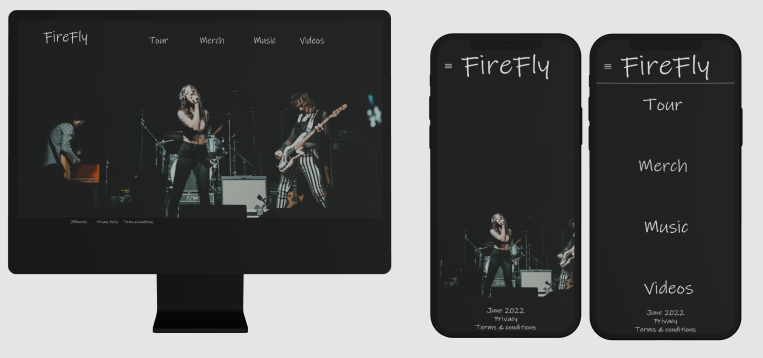 FireFly
Tour Merch Music Videos
Privacy Policy Terms & conditions
FireFly
June 2022
Privacy
Terms & conditions
FireFly
Tour
Merch
Music
Videos
June 2022
Privacy
Terms & conditions